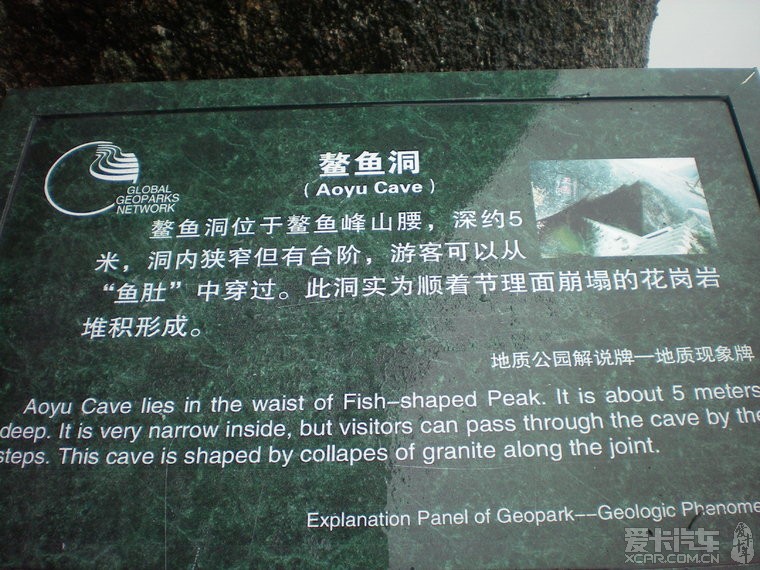 GLOBAL
GEOPARKS
NETWORK
鳌鱼洞
(Aoyu Cave)
鳌鱼洞位于鳌鱼峰山腰，深约5
米，洞内狭窄但有台阶，游客可以从
“鱼肚”中穿过。此洞实为顺着节理面崩塌的花岗岩
堆积形成。
地质公园解说牌—地质现象牌
Aoyu Cave lies in the waist of Fish-shaped Peak. It is about 5 meters
deep. It is very narrow inside, but visitors can pass through the cave by the
steps. This cave is shaped by collapes of granite along the joint.
Explanation Panel of Geopark--Geologic Phenome
爱卡汽车
XCAR.COM.CN